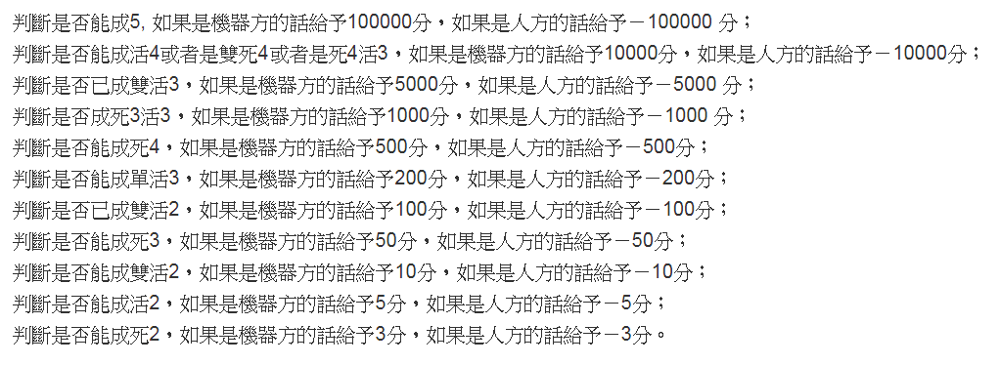 判斷是否能成5, 如果是機器方的話給予100000分，如果是人方的話給予－100000 分；
判斷是否能成活4或者是雙死4或者是死4活3，如果是機器方的話給予10000分，如果是人方的話給予－10000分；
判斷是否已成雙活3，如果是機器方的話給予5000分，如果是人方的話給予－5000 分；
判斷是否成死3活3，如果是機器方的話給予1000分，如果是人方的話給予－1000 分；
判斷是否能成死4，如果是機器方的話給予500分，如果是人方的話給予－500分；
判斷是否能成單活3，如果是機器方的話給予200分，如果是人方的話給予－200分；
判斷是否已成雙活2，如果是機器方的話給予100分，如果是人方的話給予－100分；
判斷是否能成死3，如果是機器方的話給予50分，如果是人方的話給予－50分；
判斷是否能成雙活2，如果是機器方的話給予10分，如果是人方的話給予－10分；
判斷是否能成活2，如果是機器方的話給予5分，如果是人方的話給予－5分；
判斷是否能成死2，如果是機器方的話給予3分，如果是人方的話給予－3分。